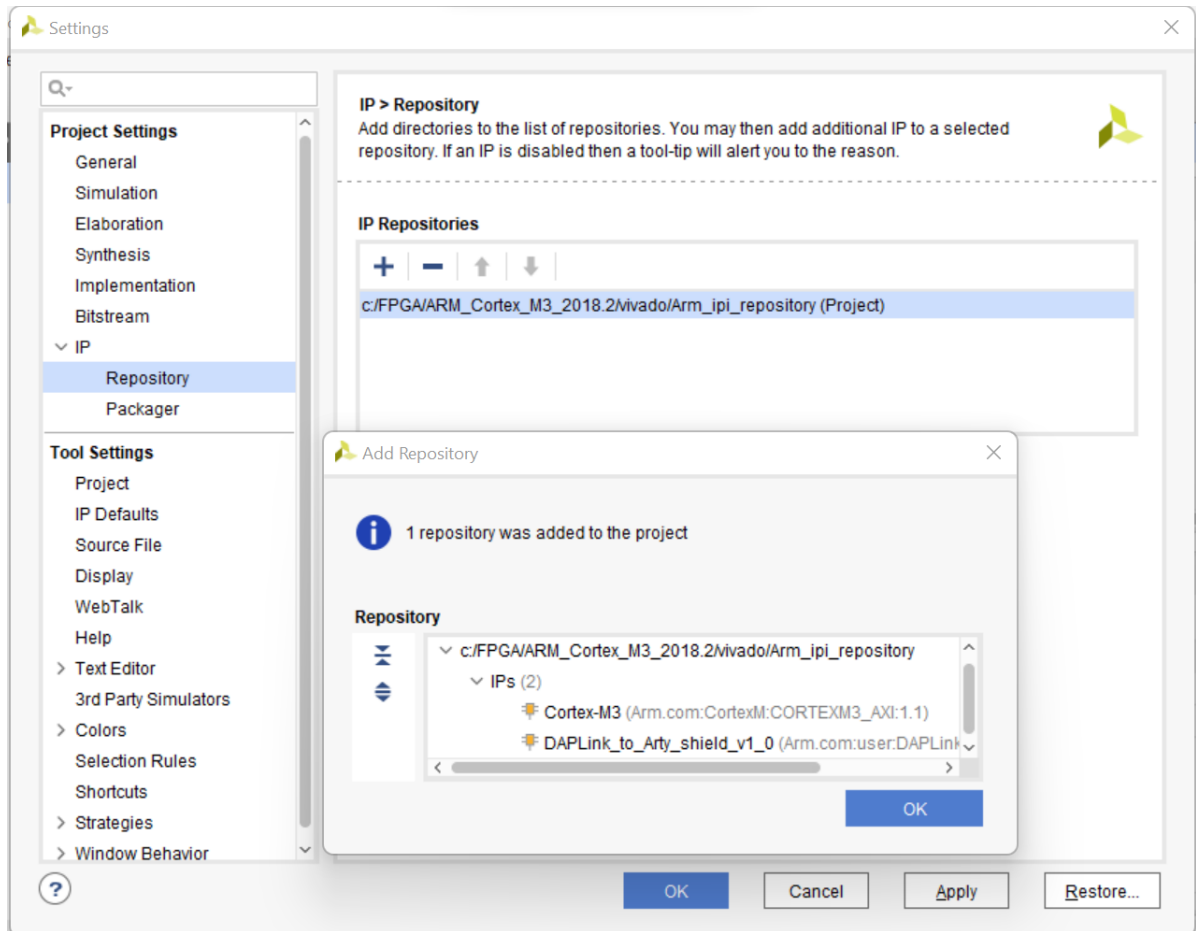 Settings
Project Settings
General
Simulation
Elaboration
Synthesis
Implementation
Bitstream
IP
Repository
Packager
Tool Settings
Project
IP Defaults
Source File
Display
WebTalk
Help
Text Editor
3rd Party Simulators
Colors
Selection Rules
Shortcuts
Strategies
Window Behavior
IP > Repository
Add directories to the list of repositories. You may then add additional IP to a selected
repository. If an IP is disabled then a tool-tip will alert you to the reason.
IP Repositories
c:/FPGA/ARM_Cortex_M3_2018.2/vivado/Arm_ipi_repository (Project)
Add Repository
1 repository was added to the project
Repository
c:/FPGA/ARM_Cortex_M3_2018.2/vivado/Arm_ipi_repository
IPs (2)
Cortex-M3 (Arm.com:CortexM:CORTEXM3_AXI:1.1)
DAPLink_to_Arty_shield_v1_0 (Arm.com:user:DAPLink
OK
? OK Cancel Apply Restore...